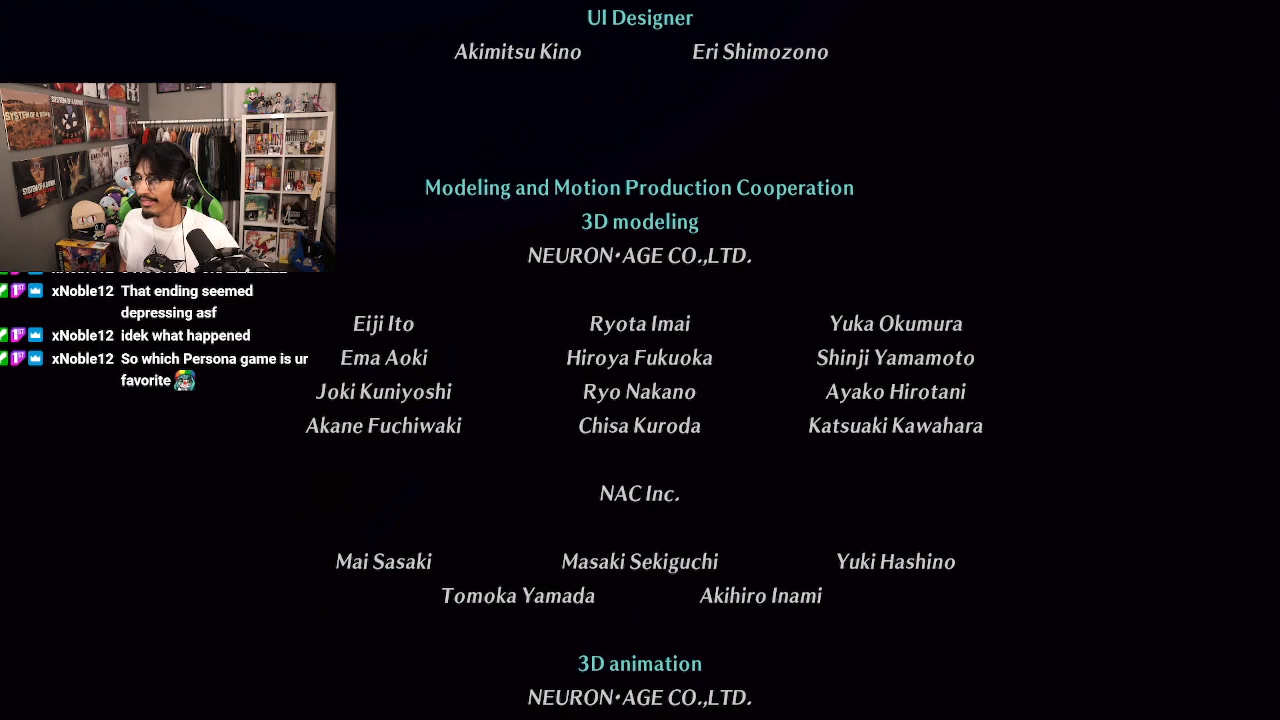 UI Designer
Akimitsu Kino Eri Shimozono
SYSTEM OF A DOWN
Modeling and Motion Production Cooperation
3D modeling
NEURON•AGE CO.,LTD.
xNoble12 That ending seemed
depressing asf
xNoble12 idek what happened
xNoble12 So which Persona game is ur
favorite
Eiji Ito Ryota Imai Yuka Okumura
Ema Aoki Hiroya Fukuoka Shinji Yamamoto
Joki Kuniyoshi Ryo Nakano Ayako Hirotani
Akane Fuchiwaki Chisa Kuroda Katsuaki Kawahara
NAC Inc.
Mai Sasaki Masaki Sekiguchi Yuki Hashino
Tomoka Yamada Akihiro Inami
3D animation
NEURON•AGE CO.,LTD.